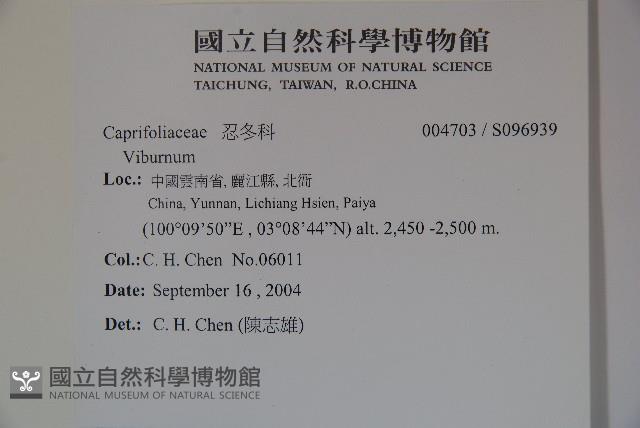 國立自然科學博物館
NATIONAL MUSEUM OF NATURAL SCIENCE
TAICHUNG, TAIWAN, R.O.CHINA
Caprifoliaceae 忍冬科 004703 / S096939
Viburnum
Loc.: 中國雲南省, 麗江縣, 北衙
China, Yunnan, Lichiang Hsien, Paiya
(100°09'50”E , 03°08'44”N) alt. 2,450 -2,500 m.
Col.: C. H. Chen No.06011
Date: September 16 , 2004
Det.: C. H. Chen (陳志雄)
國立自然科學博物館
NATIONAL MUSEUM OF NATURAL SCIENCE